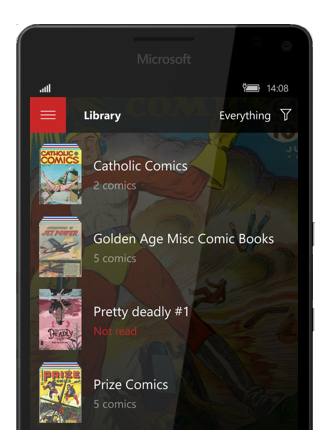 Microsoft
14:08
Library
Everything
CATHOLIC
COMICS
Catholic Comics
2 comics
JET POWER
Golden Age Misc Comic Books
5 comics
DEADLY
Pretty deadly #1
Not read
PRIZE
Prize Comics
5 comics